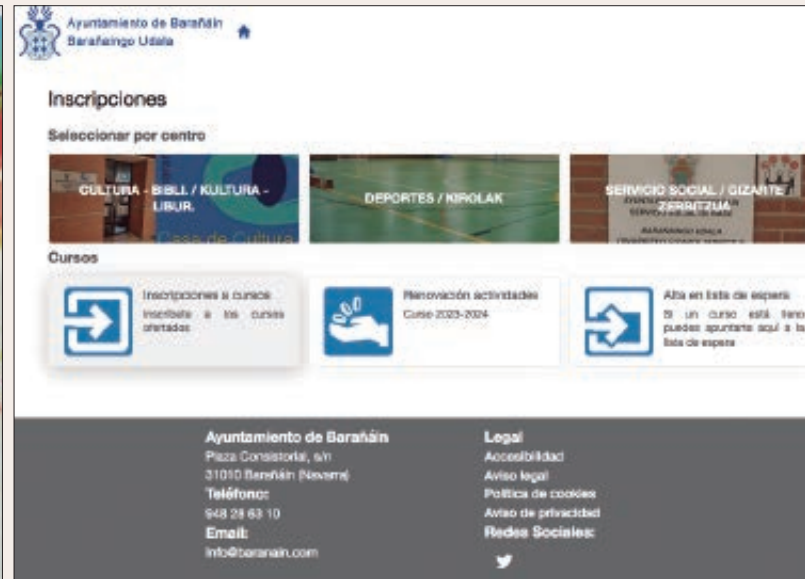 Ayuntamiento de Barañáin
Barañaingo Udala
Inscripciones
Seleccionar por centro
CULTURA - BIBLI. / KULTURA -
LIBUR.
Casa de Cultura
DEPORTES / KIROLAK
SERVICIO SOCIAL / GIZARTE
ZERBITZUA
Cursos
Inscripciones a cursos
Inscríbete a los cursos
ofertados
Renovación actividades
Curso 2023-2024
Alta en lista de espera
Si un curso está lleno
puedes apuntarte aquí a la
lista de espera
Ayuntamiento de Barañáin
Plaza Consistorial, s/n
31010 Barañáin (Navarra)
Teléfono:
948 28 63 10
Email:
info@baranain.com
Legal
Accesibilidad
Aviso legal
Política de cookies
Aviso de privacidad
Redes Sociales: